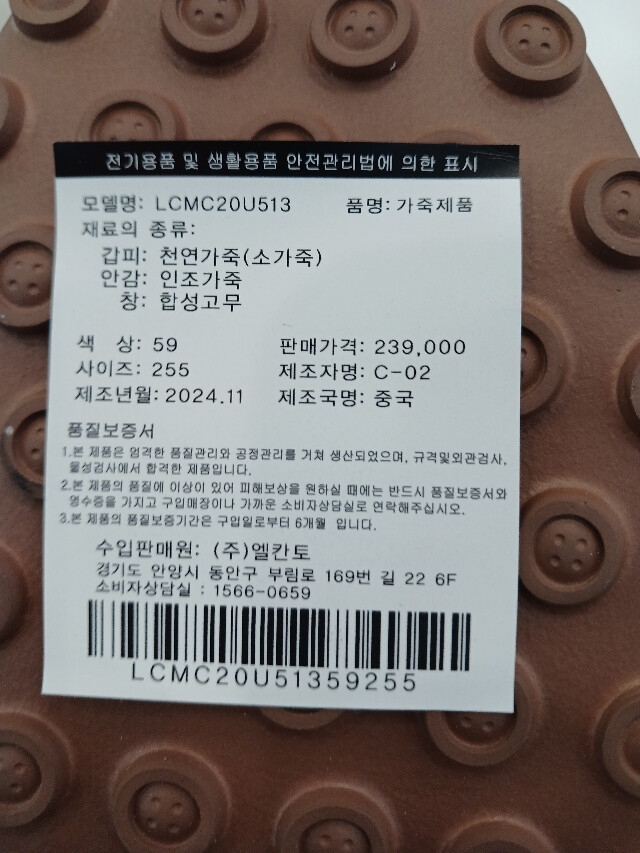 전기용품 및 생활용품 안전관리법에 의한 표시
모델명: LCMC20U513 품명: 가죽제품
재료의 종류:
갑피: 천연가죽(소가죽)
안감: 인조가죽
창: 합성고무
색 상: 59 판매가격: 239,000
사이즈: 255 제조자명: C-02
제조년월: 2024.11 제조국명: 중국
품질보증서
1.본 제품은 엄격한 품질관리와 공정관리를 거쳐 생산되었으며, 규격및외관검사,
물성검사에서 합격한 제품입니다.
2.본 제품의 품질에 이상이 있어 피해보상을 원하실 때에는 반드시 품질보증서와
영수증을 가지고 구입매장이나 가까운 소비자상담실로 연락해주십시오.
3.본 제품의 품질보증기간은 구입일로부터 6개월 입니다.
수입판매원: (주)엘칸토
경기도 안양시 동안구 부림로 169번 길 22 6F
소비자상담실 : 1566-0659
LCMC20U51359255